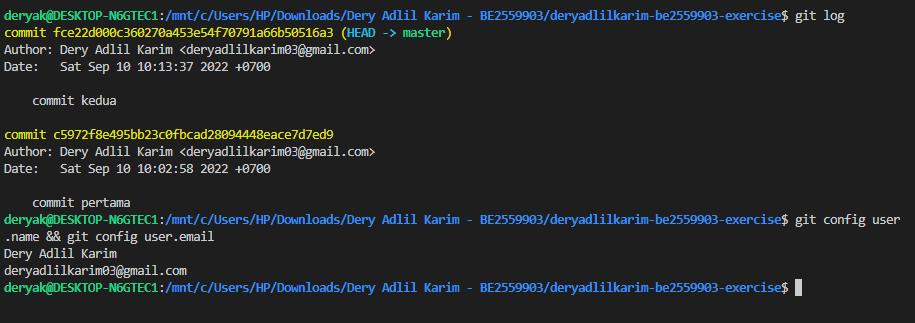 deryak@DESKTOP-N6GTEC1:/mnt/c/Users/HP/Downloads/Dery Adlil Karim - BE2559903/deryadlilkarim-be2559903-exercise$ git log
commit fce22d000c360270a453e54f70791a66b50516a3 (HEAD -> master)
Author: Dery Adlil Karim <deryadlilkarim03@gmail.com>
Date:   Sat Sep 10 10:13:37 2022 +0700
    commit kedua
commit c5972f8e495bb23c0fbcad28094448eace7d7ed9
Author: Dery Adlil Karim <deryadlilkarim03@gmail.com>
Date:   Sat Sep 10 10:02:58 2022 +0700
    commit pertama
deryak@DESKTOP-N6GTEC1:/mnt/c/Users/HP/Downloads/Dery Adlil Karim - BE2559903/deryadlilkarim-be2559903-exercise$ git config user
.name && git config user.email
Dery Adlil Karim
deryadlilkarim03@gmail.com
deryak@DESKTOP-N6GTEC1:/mnt/c/Users/HP/Downloads/Dery Adlil Karim - BE2559903/deryadlilkarim-be2559903-exercise$